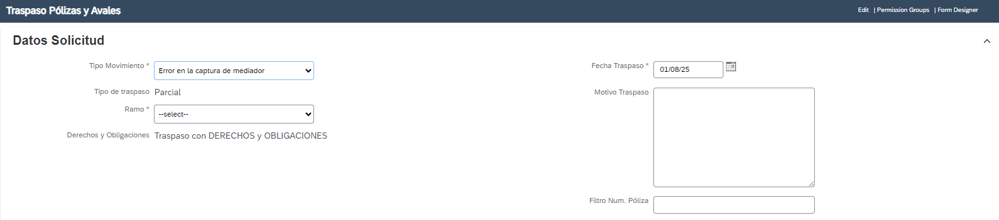 Traspaso Pólizas y Avales
Edit | Permission Groups | Form Designer
Datos Solicitud
Tipo Movimiento * Error en la captura de mediador
Tipo de traspaso Parcial
Ramo * --select--
Derechos y Obligaciones Traspaso con DERECHOS y OBLIGACIONES
Fecha Traspaso * 01/08/25
Motivo Traspaso
Filtro Num. Póliza